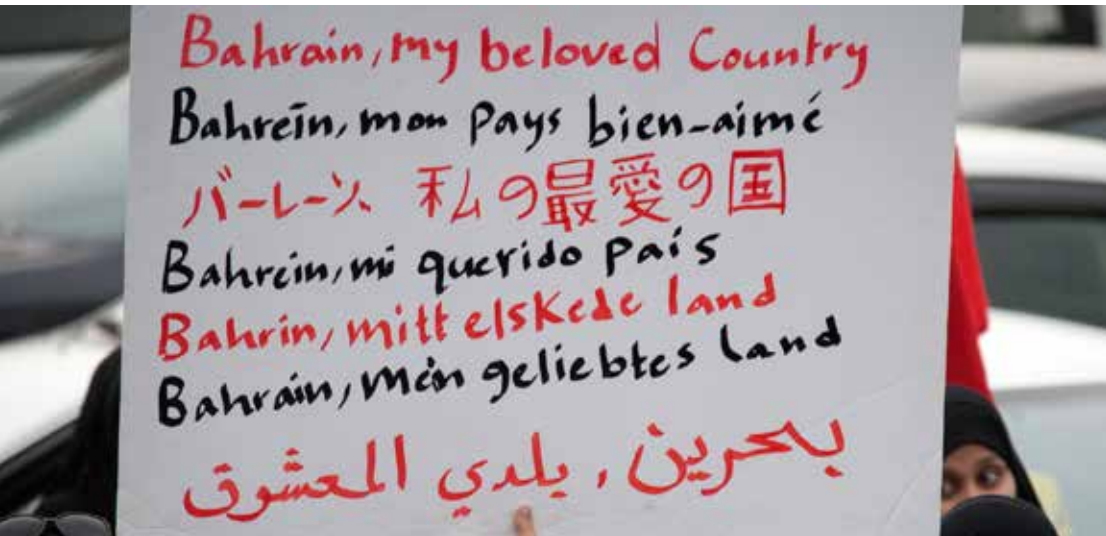 Bahrain, my beloved Country
Bahreïn, mon pays bien-aimé
バーレーン 私の最愛の国
Bahrein, mi querido país
Bahrin, mitt elskede land
Bahrain, Mein geliebtes land
بحرين، بلدي المعشوق